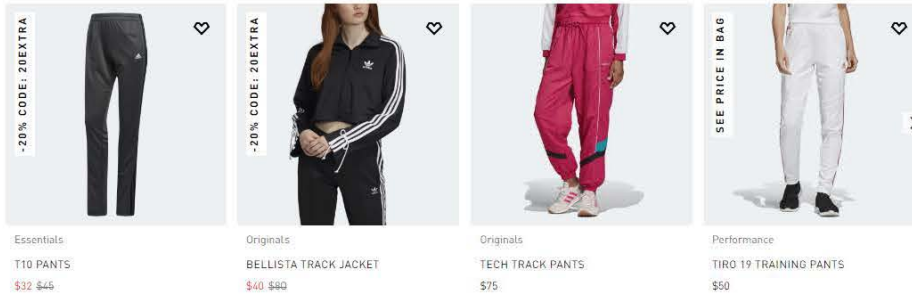 -20% CODE: 20EXTRA
Essentials
T10 PANTS
$32 $45
-20% CODE: 20EXTRA
Originals
BELLISTA TRACK JACKET
$40 $80
Originals
TECH TRACK PANTS
$75
SEE PRICE IN BAG
Performance
TIRO 19 TRAINING PANTS
$50